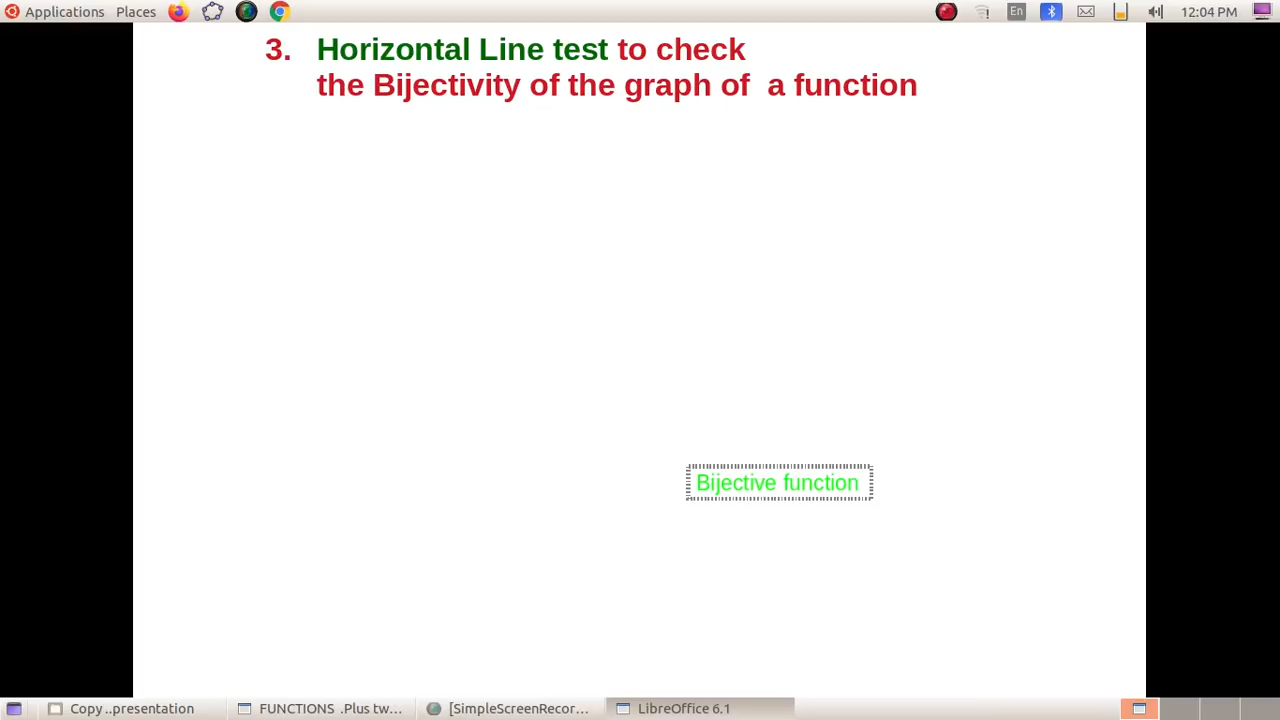 Applications Places En 12:04 PM
3. Horizontal Line test to check
the Bijectivity of the graph of a function
Bijective function
Copy ..presentation FUNCTIONS .Plus tw... [SimpleScreenRecor... LibreOffice 6.1